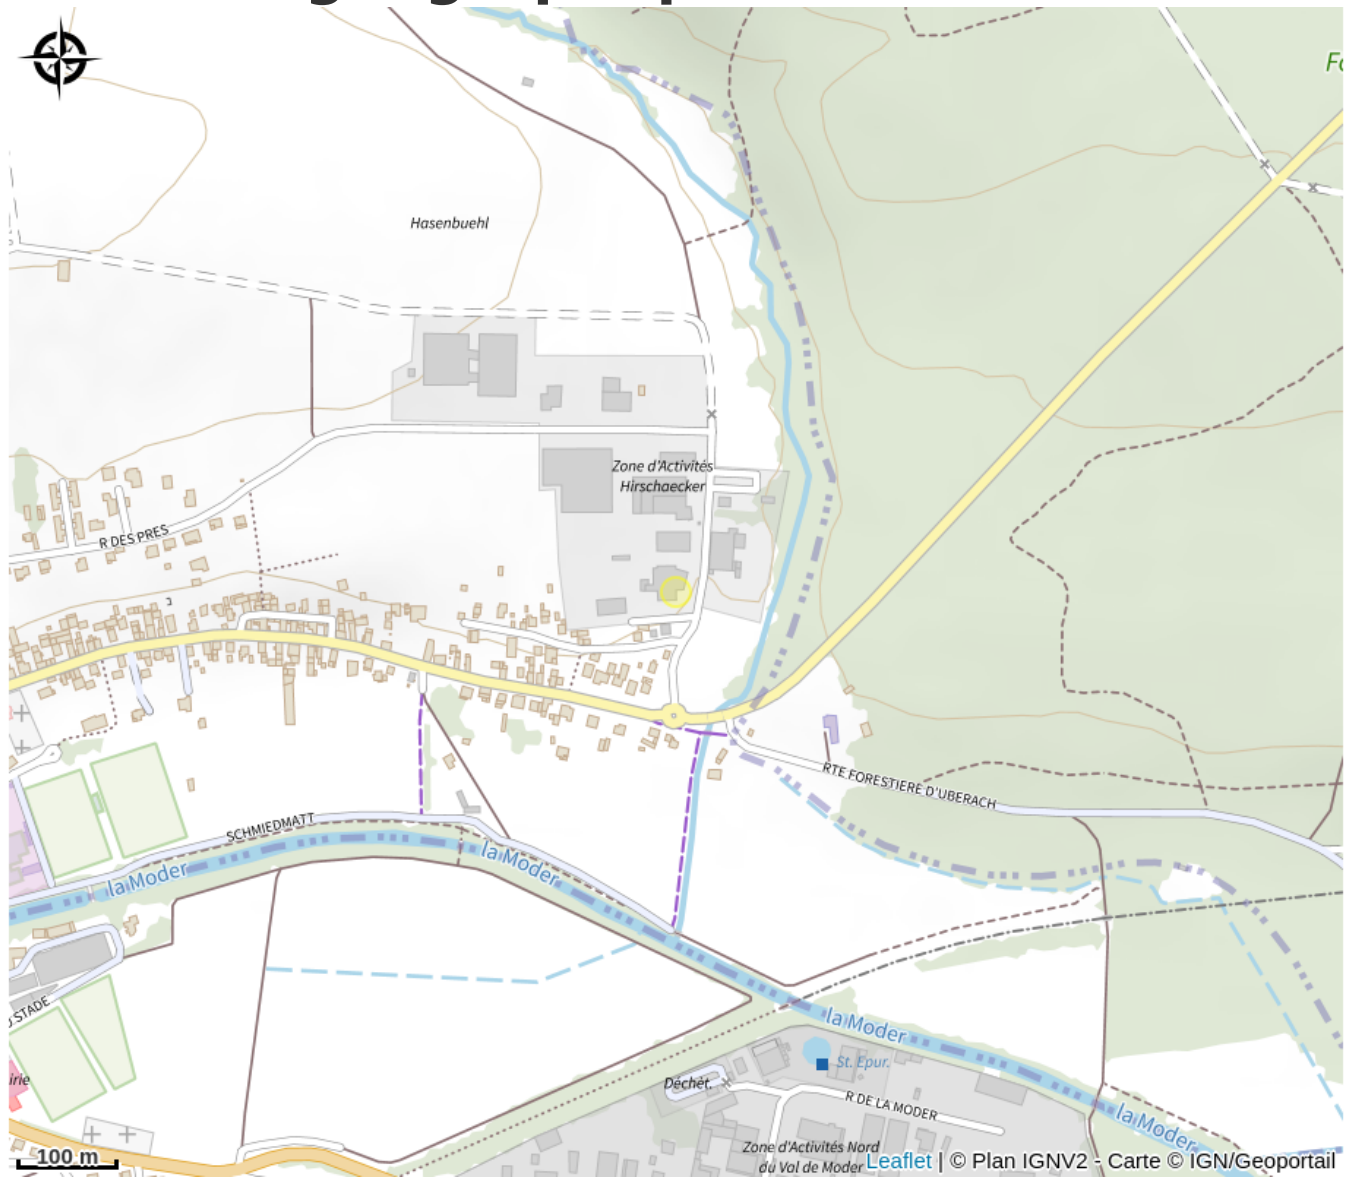 Hasenbuehl
Zone d'Activités
Hirschaecker
R DES PRES
RTE FORESTIERE D'UBERACH
SCHMIEDMATT
la Moder
la Moder
STADE
la Moder
St. Epur.
Déchèt.
R DE LA MODER
la Moder
Zone d'Activités Nord
du Val de Moder
100 m
Leaflet | © Plan IGNV2 - Carte © IGN/Geoportail